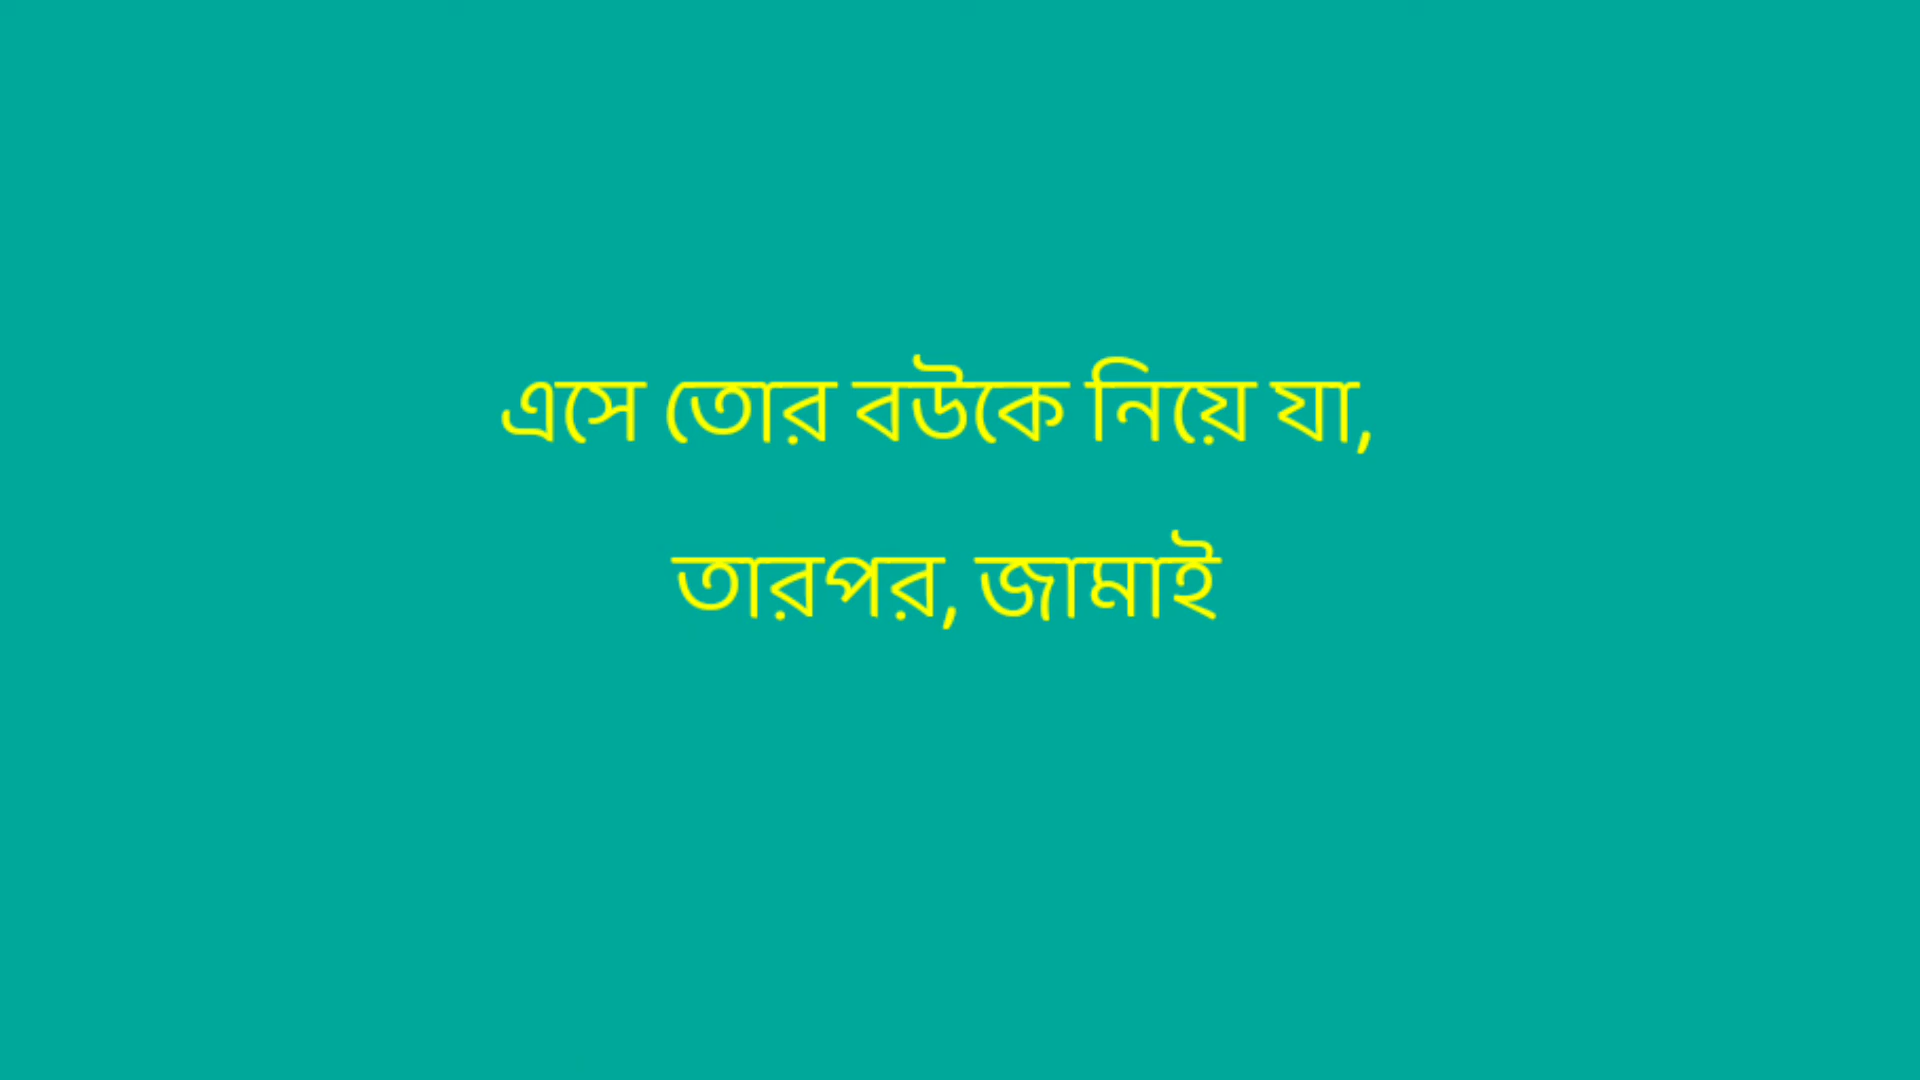 এসে তোর বউকে নিয়ে যা,
তারপর, জামাই